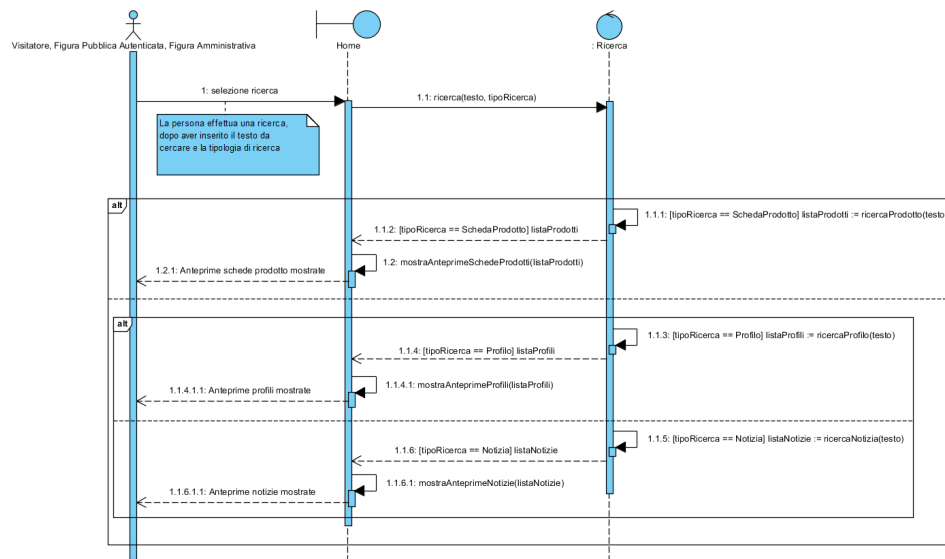 Visitatore, Figura Pubblica Autenticata, Figura Amministrativa
Home
: Ricerca
1: selezione ricerca
1.1: ricerca(testo, tipoRicerca)
La persona effettua una ricerca,
dopo aver inserito il testo da
cercare e la tipologia di ricerca
alt
1.1.1: [tipoRicerca == SchedaProdotto] listaProdotti := ricercaProdotto(testo
1.1.2: [tipoRicerca == SchedaProdotto] listaProdotti
1.2: mostraAnteprimeSchedeProdotti(listaProdotti)
1.2.1: Anteprime schede prodotto mostrate
alt
1.1.3: [tipoRicerca == Profilo] listaProfili := ricercaProfilo(testo)
1.1.4: [tipoRicerca == Profilo] listaProfili
1.1.4.1: mostraAnteprimeProfili(listaProfili)
1.1.4.1.1: Anteprime profili mostrate
1.1.5: [tipoRicerca == Notizia] listaNotizie := ricercaNotizia(testo)
1.1.6: [tipoRicerca == Notizia] listaNotizie
1.1.6.1: mostraAnteprimeNotizie(listaNotizie)
1.1.6.1.1: Anteprime notizie mostrate